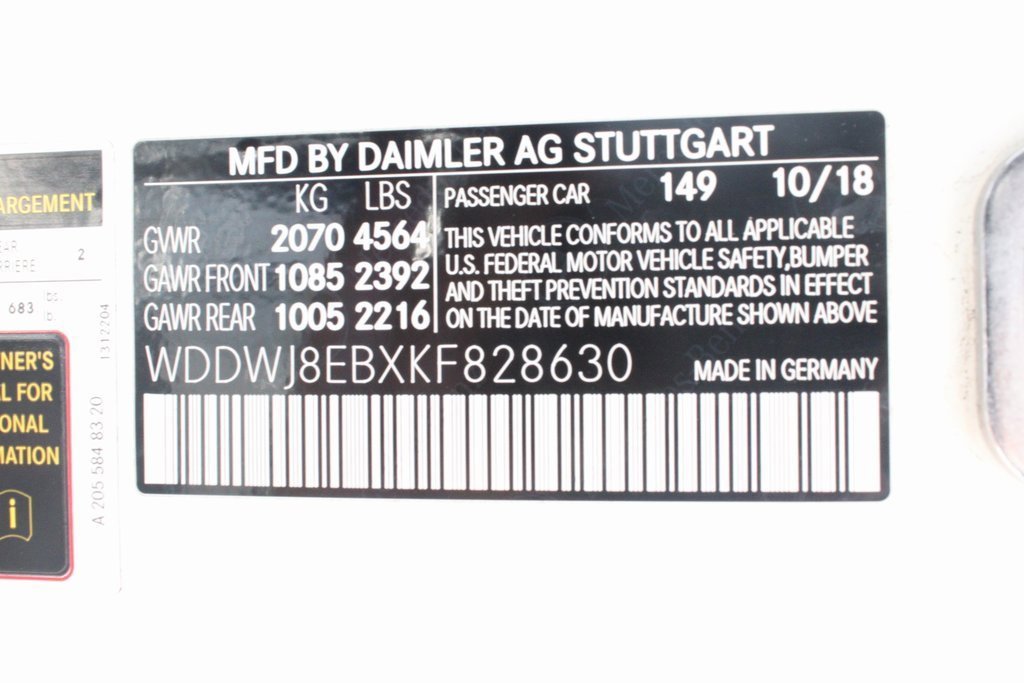 ARGEMENT
2
683 lbs.
lb.
1312204
A 205 584 83 20
NER'S
L FOR
ONAL
MATION
i
MFD BY DAIMLER AG STUTTGART
KG LBS
GVWR 2070 4564
GAWR FRONT 1085 2392
GAWR REAR 1005 2216
PASSENGER CAR 149 10/18
THIS VEHICLE CONFORMS TO ALL APPLICABLE
U.S. FEDERAL MOTOR VEHICLE SAFETY,BUMPER
AND THEFT PREVENTION STANDARDS IN EFFECT
ON THE DATE OF MANUFACTURE SHOWN ABOVE
WDDWJ8EBXKF828630
MADE IN GERMANY